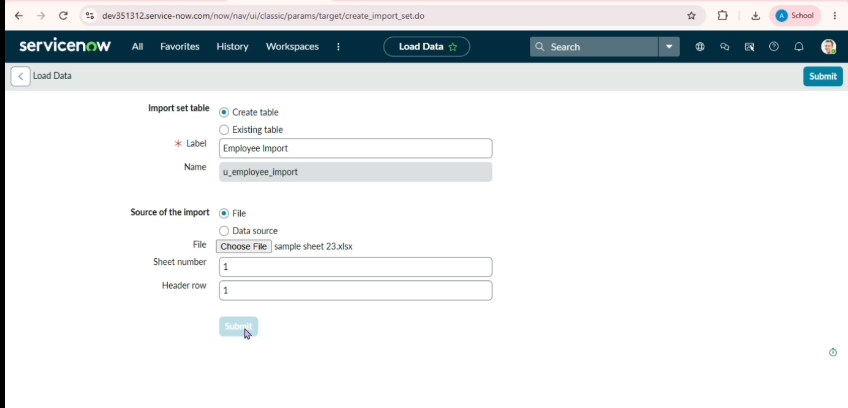 dev351312.service-now.com/now/nav/ui/classic/params/target/create_import_set.do
A School
servicenow All Favorites History Workspaces Load Data Search
Load Data Submit
Import set table Create table
Existing table
* Label Employee Import
Name u_employee_import
Source of the import File
Data source
File Choose File sample sheet 23.xlsx
Sheet number 1
Header row 1
Submit